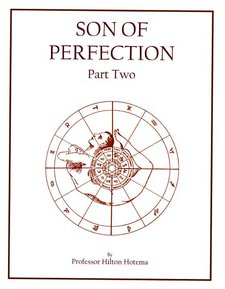 SON OF
PERFECTION
Part Two
By
Professor Hilton Hotema